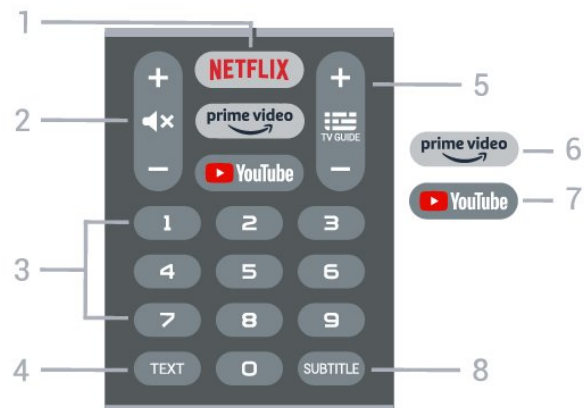 1
+ NETFLIX +
5
2
prime video
TV GUIDE
prime video 6
− YouTube −
YouTube 7
1 2 3
3
4 5 6
7 8 9
4 TEXT 0 SUBTITLE 8